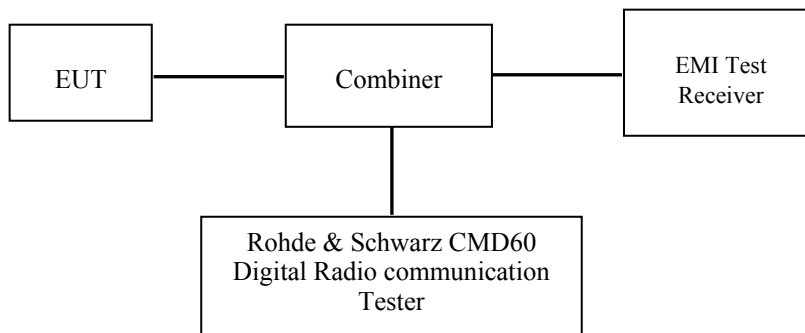 EUT
Combiner
EMI Test
Receiver
Rohde & Schwarz CMD60
Digital Radio communication
Tester